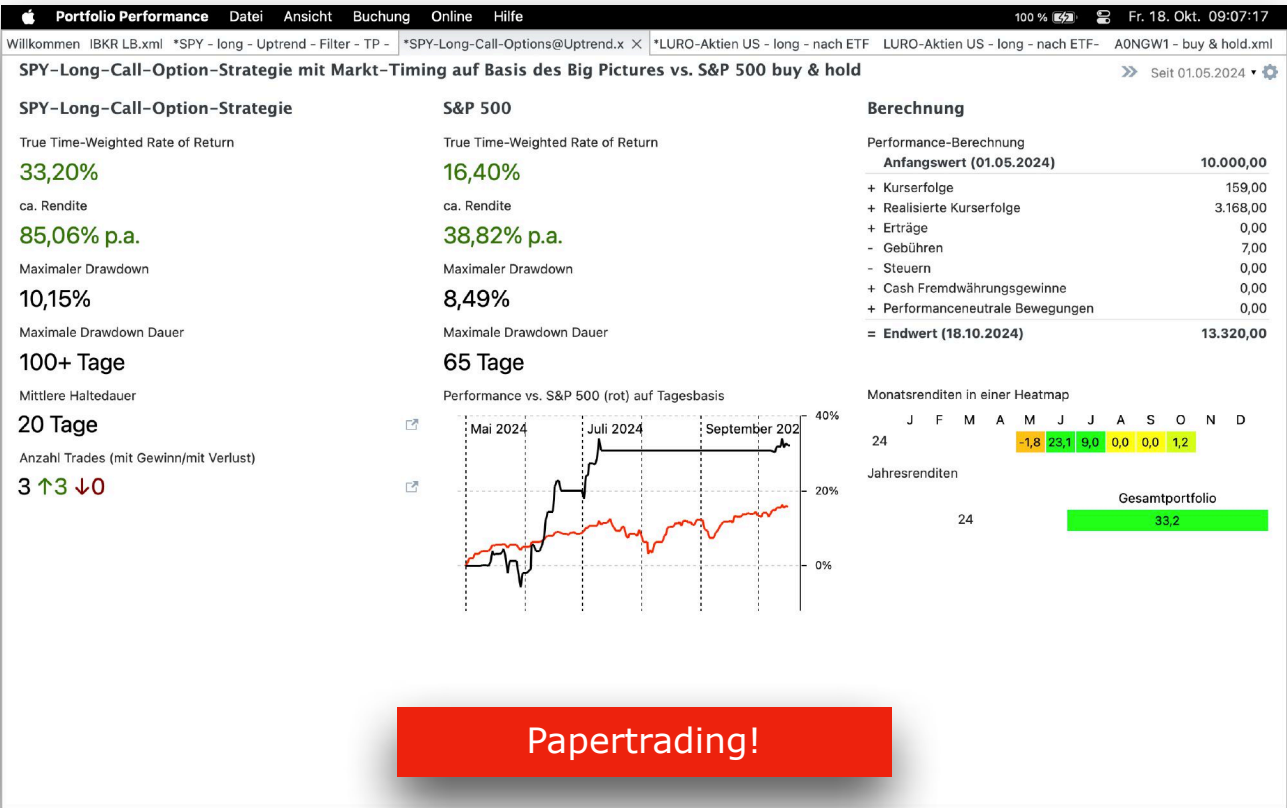 Portfolio Performance Datei Ansicht Buchung Online Hilfe 100 % Fr. 18. Okt. 09:07:17
Willkommen IBKR LB.xml *SPY - long - Uptrend - Filter - TP - *SPY-Long-Call-Options@Uptrend.x *LURO-Aktien US - long - nach ETF LURO-Aktien US - long - nach ETF- A0NGW1 - buy & hold.xml
SPY-Long-Call-Option-Strategie mit Markt-Timing auf Basis des Big Pictures vs. S&P 500 buy & hold
Seit 01.05.2024
SPY-Long-Call-Option-Strategie
True Time-Weighted Rate of Return
33,20%
ca. Rendite
85,06% p.a.
Maximaler Drawdown
10,15%
Maximale Drawdown Dauer
100+ Tage
Mittlere Haltedauer
20 Tage
Anzahl Trades (mit Gewinn/mit Verlust)
3 ↑3 ↓0
S&P 500
True Time-Weighted Rate of Return
16,40%
ca. Rendite
38,82% p.a.
Maximaler Drawdown
8,49%
Maximale Drawdown Dauer
65 Tage
Performance vs. S&P 500 (rot) auf Tagesbasis
Mai 2024 Juli 2024 September 202
40%
20%
0%
Berechnung
Performance-Berechnung
Anfangswert (01.05.2024) 10.000,00
+ Kurserfolge 159,00
+ Realisierte Kurserfolge 3.168,00
+ Erträge 0,00
- Gebühren 7,00
- Steuern 0,00
+ Cash Fremdwährungsgewinne 0,00
+ Performanceneutrale Bewegungen 0,00
= Endwert (18.10.2024) 13.320,00
Monatsrenditen in einer Heatmap
J F M A M J J A S O N D
24 -1,8 23,1 9,0 0,0 0,0 1,2
Jahresrenditen
Gesamtportfolio
24 33,2
Papertrading!